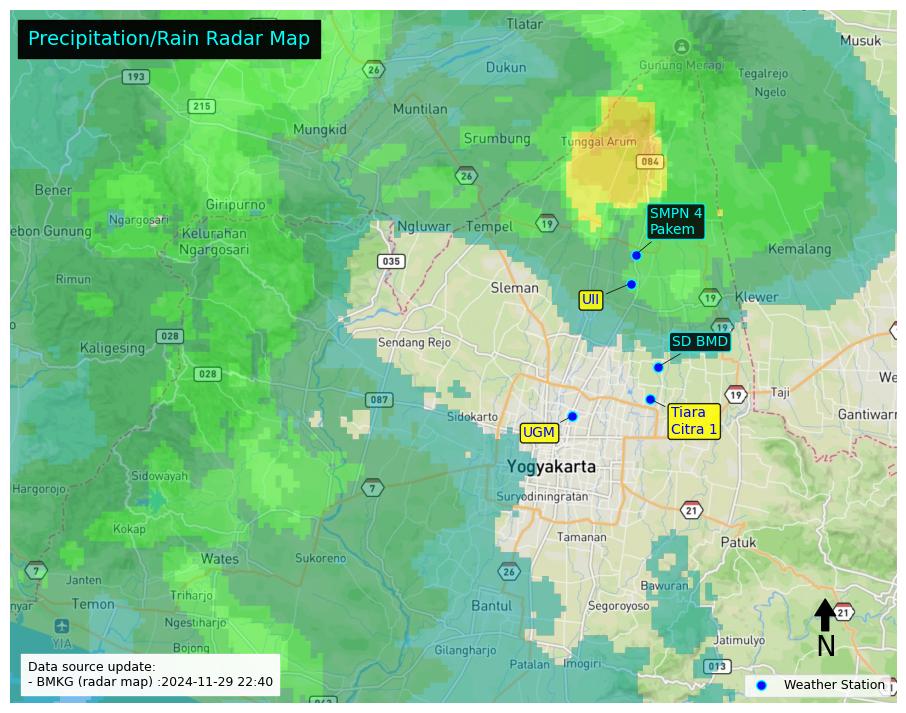 Precipitation/Rain Radar Map
Tlatar
26
Musuk
Gunung Merapi
193
26
Dukun
Tegalrejo
Ngelo
215
Muntilan
Mungkid
Srumbung
Tunggal Arum
084
26
Bener
Giripurno
SMPN 4
Pakem
Ngargosari
Kelurahan
Ngargosari
Ngluwar
Tempel
19
ebon Gunung
Kemalang
035
Rimun
Sleman
UII
19
Klewer
19
028
Kaligesing
Sendang Rejo
SD BMD
028
We
087
19
Taji
Sidokarto
Tiara
Citra 1
Gantiwarn
UGM
Yogyakarta
Sidowayah
Hargorojo
7
Suryodiningratan
21
Kokap
Tamanan
Patuk
Wates
Sukoreno
7
26
Janten
Bawuran
nyar
Temon
Triharjo
Bantul
Segoroyoso
21
Ngestiharjo
YIA
N
Jatimulyo
Bojong
Gilangharjo
Patalan
Imogiri
013
Data source update:
- BMKG (radar map) :2024-11-29 22:40
Weather Station